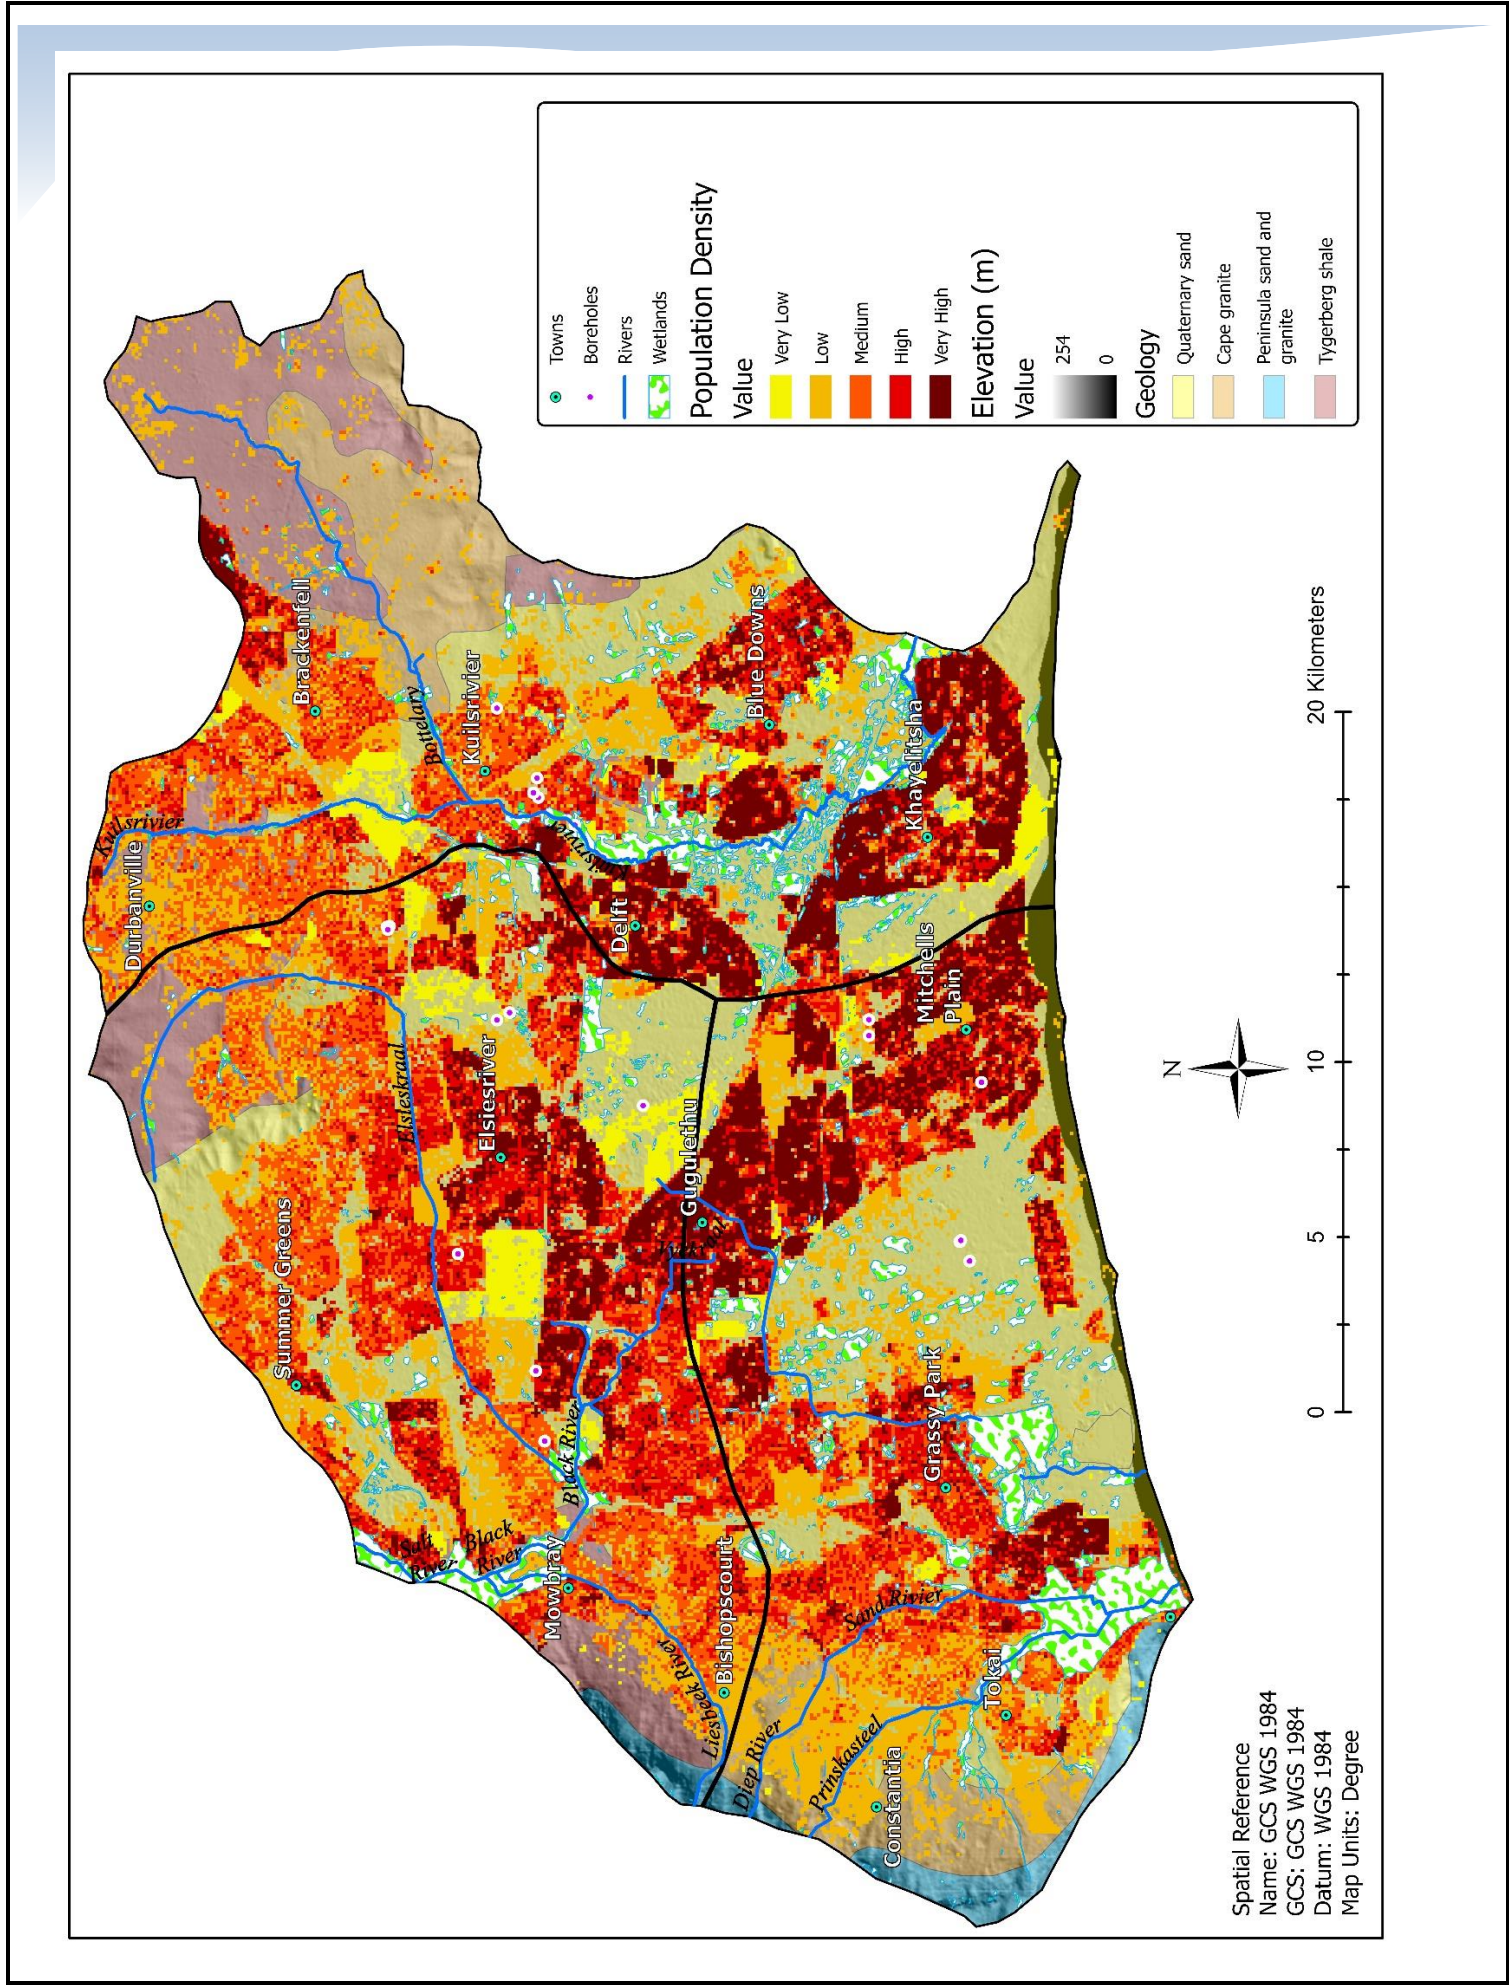 Durbanville
Kuilsrivier
Brackenfell
Bottelary
Kuilsrivier
Summer Greens
Elsieskraal
Elsiesriver
Kuilsrivier
Delft
Blue Downs
Salt
River
Black
River
Black River
Mowbray
Gugulethu
Vyekraal
Khayelitsha
Mitchells
Plain
Liesbeek River
Bishopscourt
Diep River
Sand Rivier
Grassy Park
Prinskasteel
Constantia
Tokai
Towns
Boreholes
Rivers
Wetlands
Population Density
Value
Very Low
Low
Medium
High
Very High
Elevation (m)
Value
254
0
Geology
Quaternary sand
Cape granite
Peninsula sand and
granite
Tygerberg shale
N
0 5 10 20 Kilometers
Spatial Reference
Name: GCS WGS 1984
GCS: GCS WGS 1984
Datum: WGS 1984
Map Units: Degree